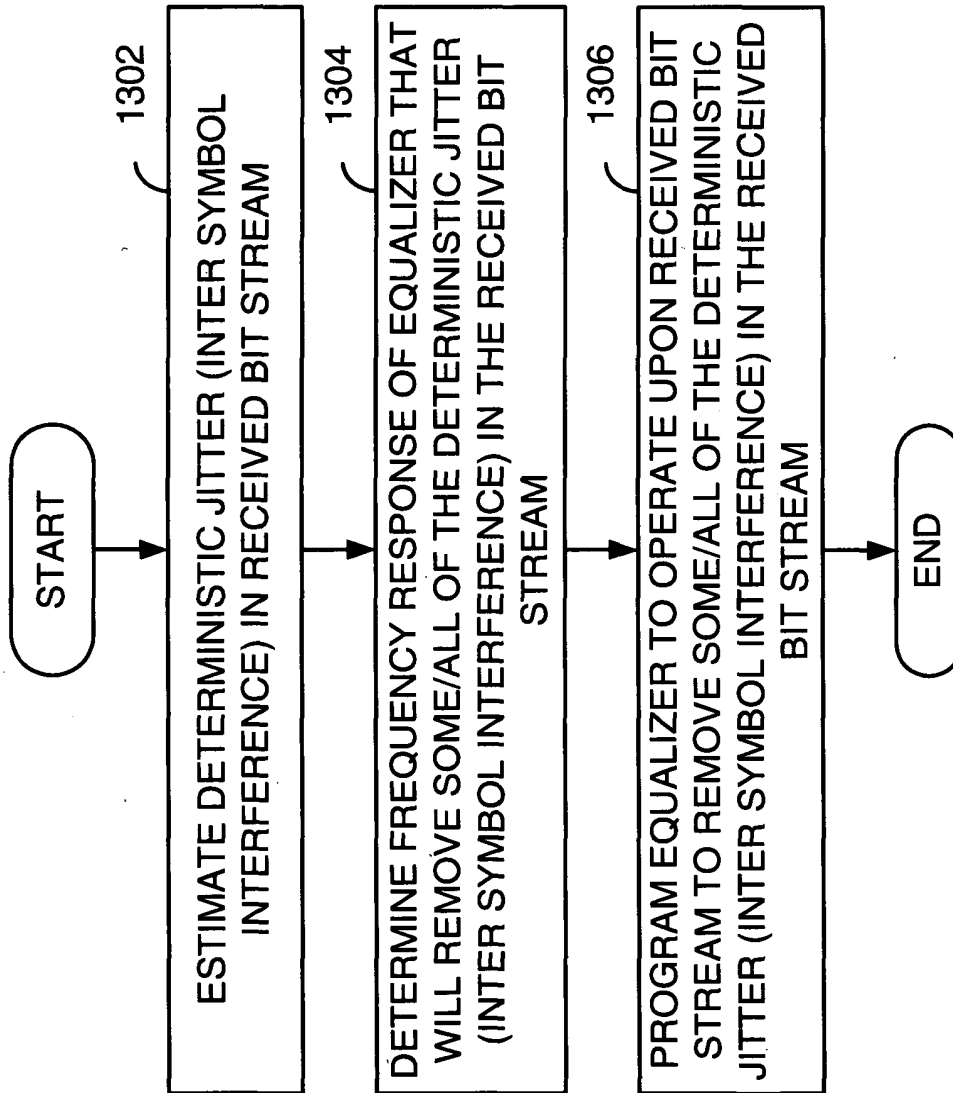 START
1302
ESTIMATE DETERMINISTIC JITTER (INTER SYMBOL
INTERFERENCE) IN RECEIVED BIT STREAM
1304
DETERMINE FREQUENCY RESPONSE OF EQUALIZER THAT
WILL REMOVE SOME/ALL OF THE DETERMINISTIC JITTER
(INTER SYMBOL INTERFERENCE) IN THE RECEIVED BIT
STREAM
1306
PROGRAM EQUALIZER TO OPERATE UPON RECEIVED BIT
STREAM TO REMOVE SOME/ALL OF THE DETERMINISTIC
JITTER (INTER SYMBOL INTERFERENCE) IN THE RECEIVED
BIT STREAM
END